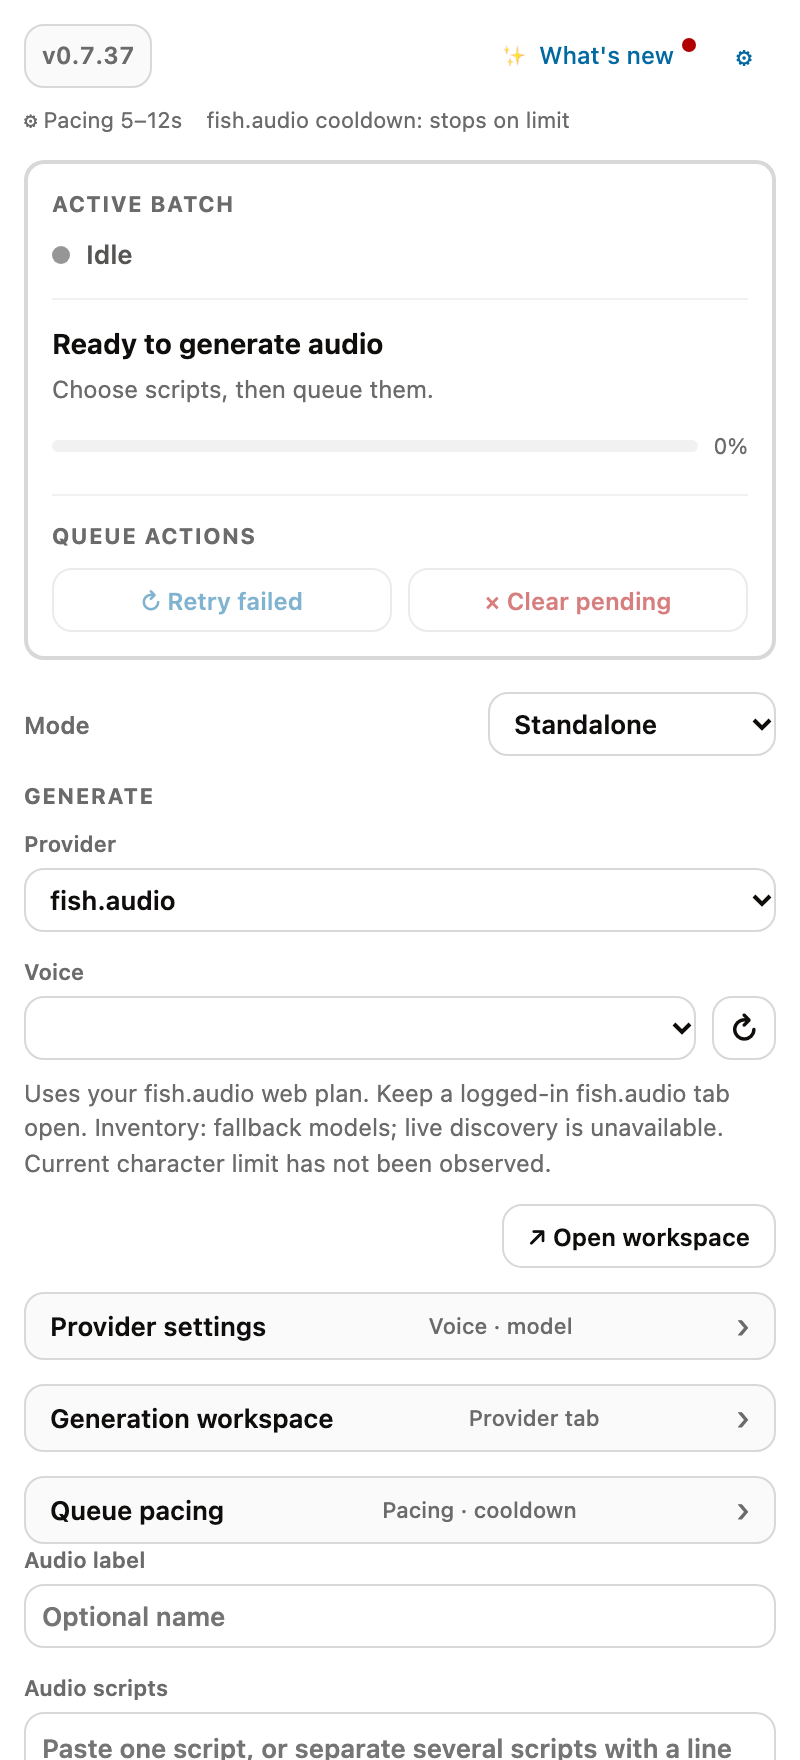 v0.7.37
✨ What's new ⚙
⚙ Pacing 5–12s fish.audio cooldown: stops on limit
ACTIVE BATCH
Idle
Ready to generate audio
Choose scripts, then queue them.
0%
QUEUE ACTIONS
↻ Retry failed
× Clear pending
Mode
Standalone
GENERATE
Provider
fish.audio
Voice
↻
Uses your fish.audio web plan. Keep a logged-in fish.audio tab
open. Inventory: fallback models; live discovery is unavailable.
Current character limit has not been observed.
↗ Open workspace
Provider settings Voice · model ›
Generation workspace Provider tab ›
Queue pacing Pacing · cooldown ›
Audio label
Optional name
Audio scripts
Paste one script, or separate several scripts with a line